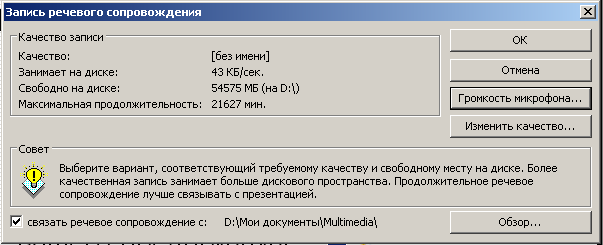 Запись речевого сопровождения
Качество записи
Качество: [без имени]
Занимает на диске: 43 КБ/сек.
Свободно на диске: 54575 МБ (на D:\)
Максимальная продолжительность: 21627 мин.
ОК
Отмена
Громкость микрофона...
Изменить качество...
Совет
Выберите вариант, соответствующий требуемому качеству и свободному месту на диске. Более
качественная запись занимает больше дискового пространства. Продолжительное речевое
сопровождение лучше связывать с презентацией.
связать речевое сопровождение с: D:\Мои документы\Multimedia\
Обзор...